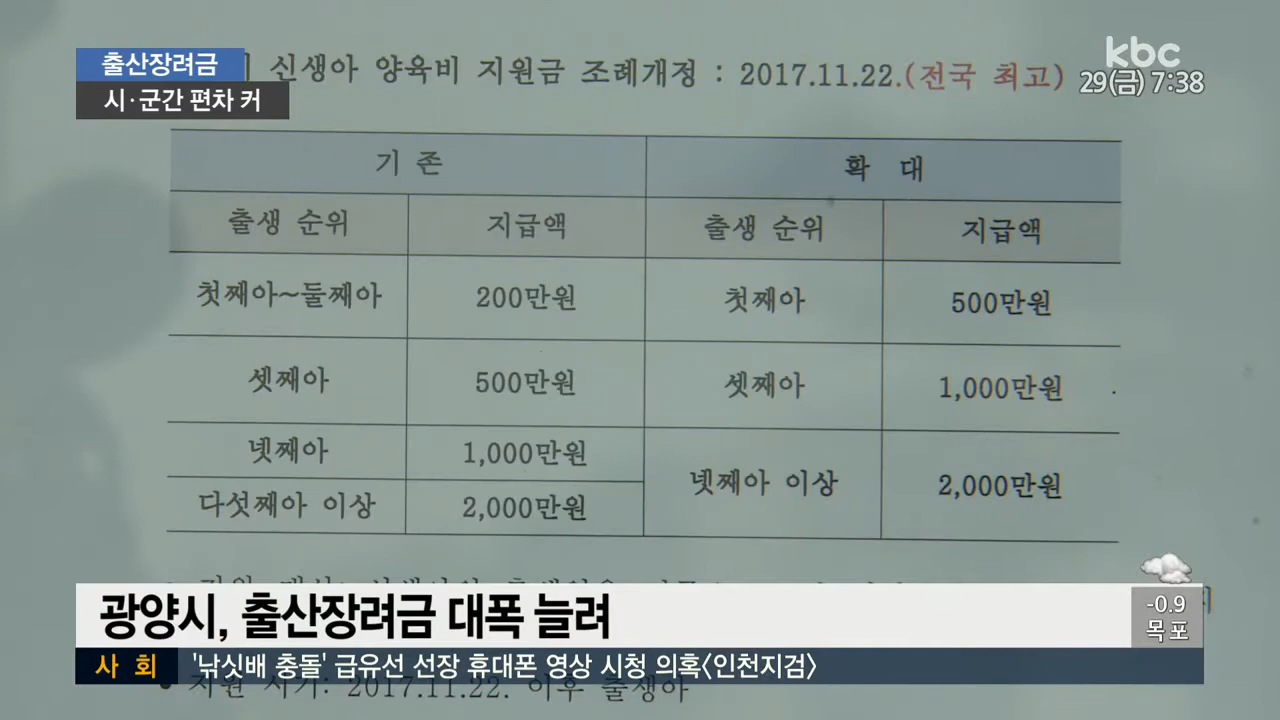 출산장려금
시·군간 편차 커
kbc
29(금) 7:38
신생아 양육비 지원금 조례개정 : 2017.11.22.(전국 최고)
기 존 확 대
출생 순위 지급액 출생 순위 지급액
첫째아~둘째아 200만원 첫째아 500만원
셋째아 500만원 셋째아 1,000만원
넷째아 1,000만원 넷째아 이상 2,000만원
다섯째아 이상 2,000만원
광양시, 출산장려금 대폭 늘려
-0.9
목포
사 회 '낚싯배 충돌' 급유선 선장 휴대폰 영상 시청 의혹<인천지검>
지원 시기: 2017.11.22. 이후 출생아